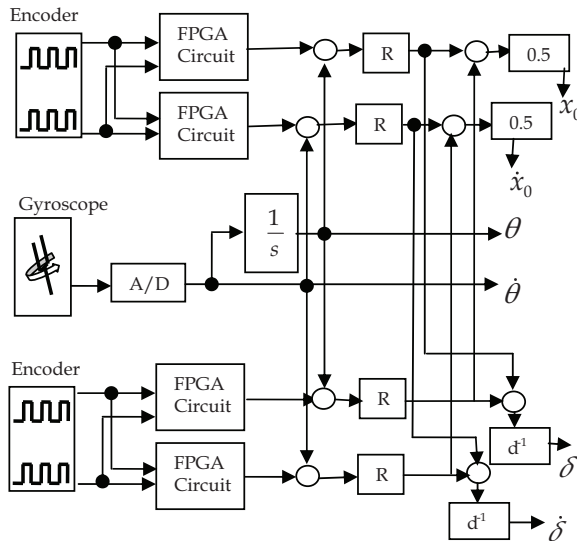 Encoder
FPGA
Circuit
R
0.5
x₀
FPGA
Circuit
R
0.5
ẋ₀
Gyroscope
1
s
θ
A/D
θ̇
Encoder
FPGA
Circuit
R
FPGA
Circuit
R
d⁻¹
δ
d⁻¹
δ̇